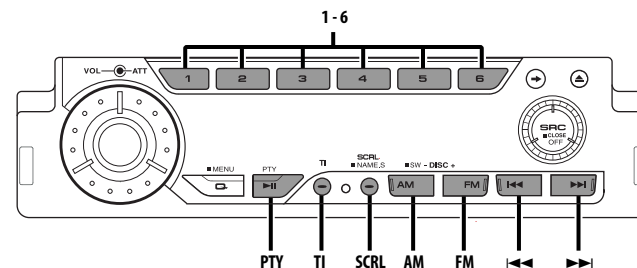 1 - 6
VOL ATT
1 2 3 4 5 6
SRC
■ CLOSE
OFF
■ MENU PTY TI SCRL
■ NAME.S ■ SW - DISC +
AM FM
PTY TI SCRL AM FM